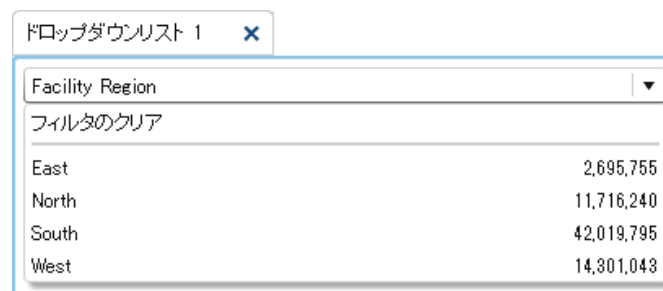 ドロップダウンリスト 1
Facility Region
フィルタのクリア
East 2,695,755
North 11,716,240
South 42,019,795
West 14,301,043